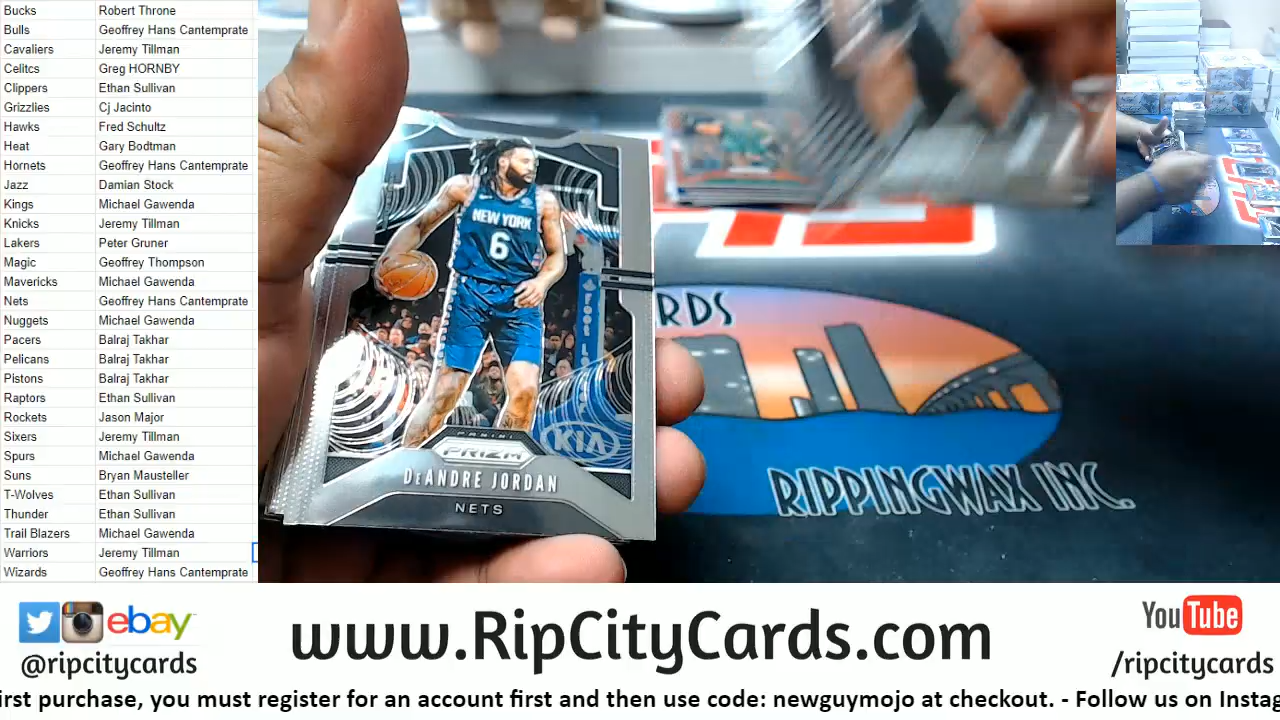 Bucks Robert Throne
Bulls Geoffrey Hans Cantemprate
Cavaliers Jeremy Tillman
Celitcs Greg HORNBY
Clippers Ethan Sullivan
Grizzlies Cj Jacinto
Hawks Fred Schultz
Heat Gary Bodtman
Hornets Geoffrey Hans Cantemprate
Jazz Damian Stock
Kings Michael Gawenda
Knicks Jeremy Tillman
Lakers Peter Gruner
Magic Geoffrey Thompson
Mavericks Michael Gawenda
Nets Geoffrey Hans Cantemprate
Nuggets Michael Gawenda
Pacers Balraj Takhar
Pelicans Balraj Takhar
Pistons Balraj Takhar
Raptors Ethan Sullivan
Rockets Jason Major
Sixers Jeremy Tillman
Spurs Michael Gawenda
Suns Bryan Mausteller
T-Wolves Ethan Sullivan
Thunder Ethan Sullivan
Trail Blazers Michael Gawenda
Warriors Jeremy Tillman
Wizards Geoffrey Hans Cantemprate
NEW YORK
6
KIA
PANINI
PRIZM
DEANDRE JORDAN
NETS
RDS
RIPPINGWAX INC.
ebay
@ripcitycards
www.RipCityCards.com
YouTube
/ripcitycards
irst purchase, you must register for an account first and then use code: newguymojo at checkout. - Follow us on Instag